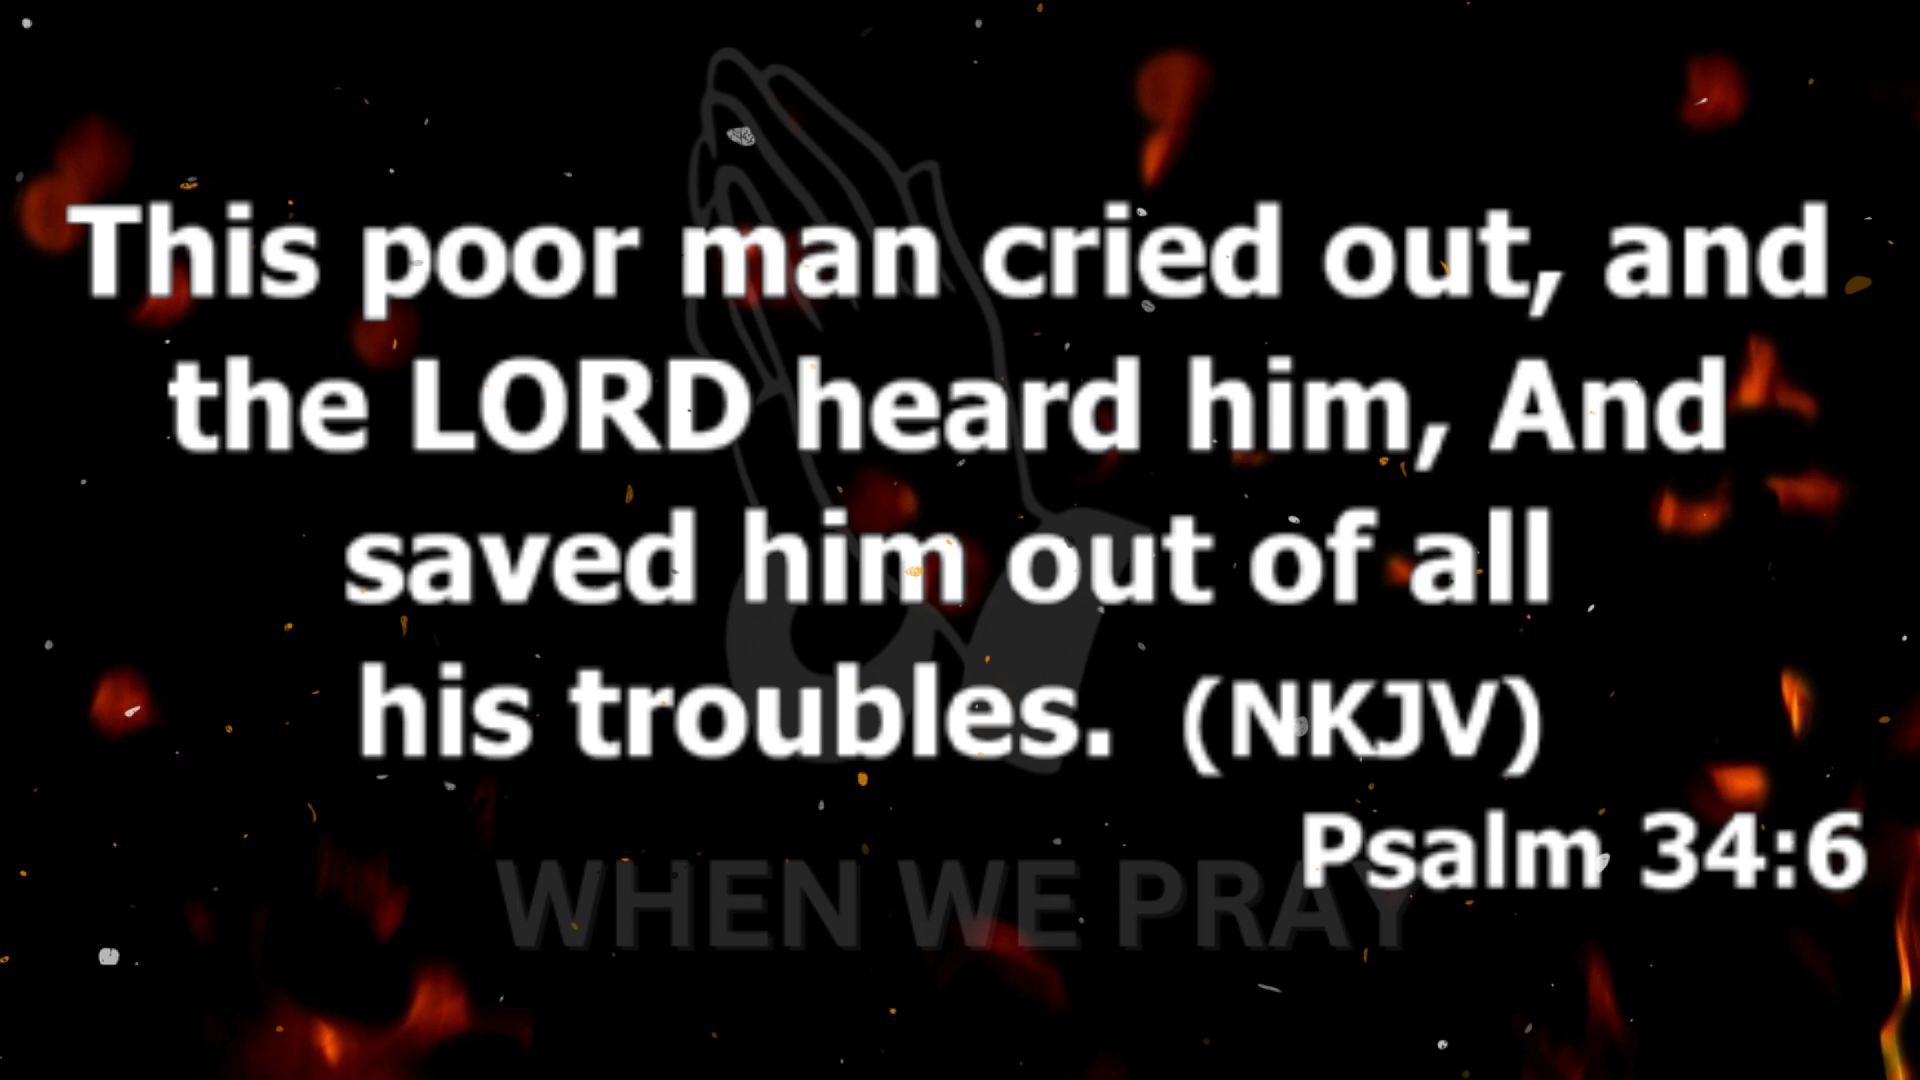 This poor man cried out, and
the LORD heard him, And
saved him out of all
his troubles. (NKJV)
Psalm 34:6
WHEN WE PRAY